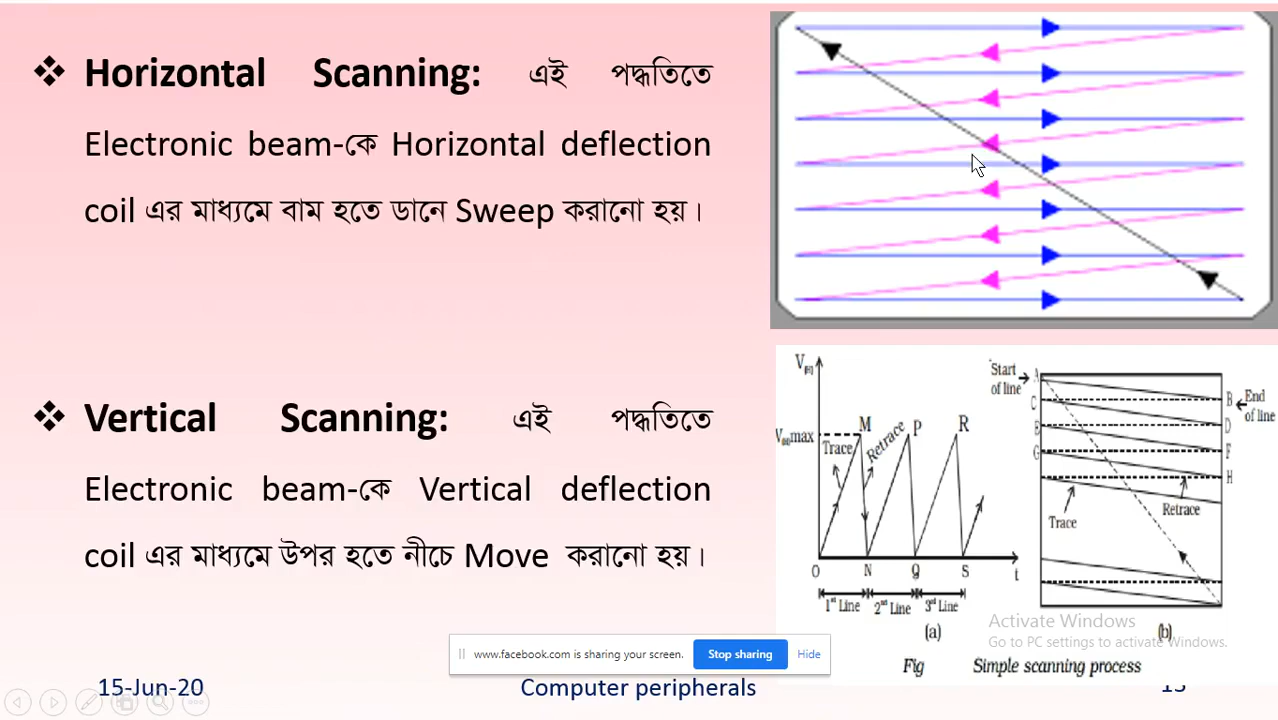 ❖ Horizontal Scanning: এই পদ্ধতিতে
Electronic beam-কে Horizontal deflection
coil এর মাধ্যমে বাম হতে ডানে Sweep করানো হয়।
❖ Vertical Scanning: এই পদ্ধতিতে
Electronic beam-কে Vertical deflection
coil এর মাধ্যমে উপর হতে নীচে Move করানো হয়।
V(H)
V(H)max
M
P
R
Trace
Retrace
O
N
Q
S
t
1st Line
2nd Line
3rd Line
(a)
Start
of line
A
C
E
G
B
D
F
H
End
of line
Trace
Retrace
(b)
Fig Simple scanning process
Activate Windows
Go to PC settings to activate Windows.
www.facebook.com is sharing your screen.
Stop sharing
Hide
15-Jun-20
Computer peripherals